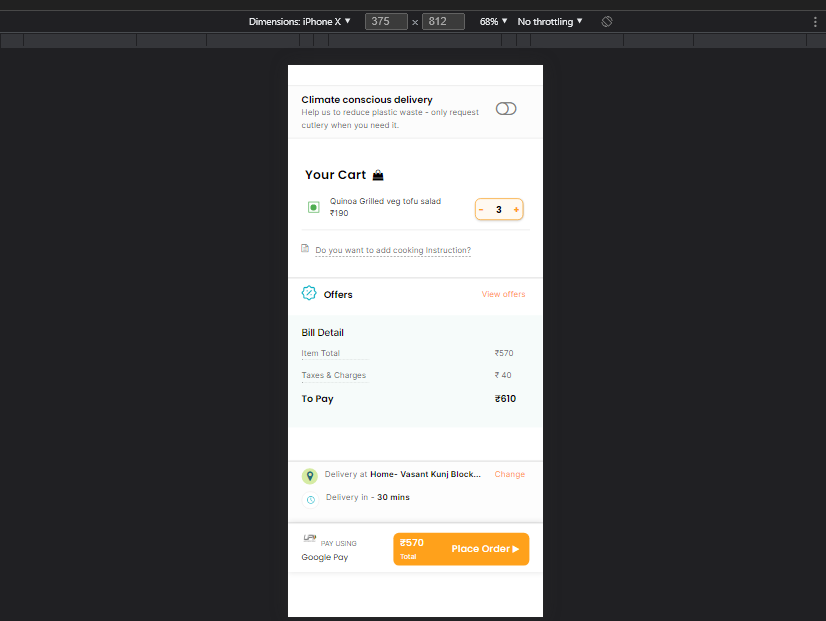 Dimensions: iPhone X ▼ 375 × 812 68% ▼ No throttling ▼
Climate conscious delivery
Help us to reduce plastic waste - only request
cutlery when you need it.
Your Cart
Quinoa Grilled veg tofu salad
₹190
- 3 +
Do you want to add cooking Instruction?
Offers View offers
Bill Detail
Item Total ₹570
Taxes & Charges ₹ 40
To Pay ₹610
Delivery at Home- Vasant Kunj Block... Change
Delivery in - 30 mins
PAY USING
Google Pay
₹570
Total
Place Order ▶